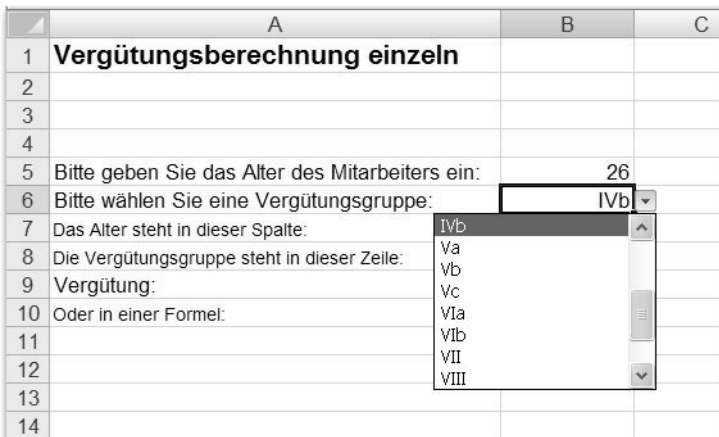 A B C
1 Vergütungsberechnung einzeln
2
3
4
5 Bitte geben Sie das Alter des Mitarbeiters ein: 26
6 Bitte wählen Sie eine Vergütungsgruppe: IVb
7 Das Alter steht in dieser Spalte: IVb
Va
8 Die Vergütungsgruppe steht in dieser Zeile: Vb
9 Vergütung: Vc
10 Oder in einer Formel: VIa
11 VIb
12 VII
VIII
13
14